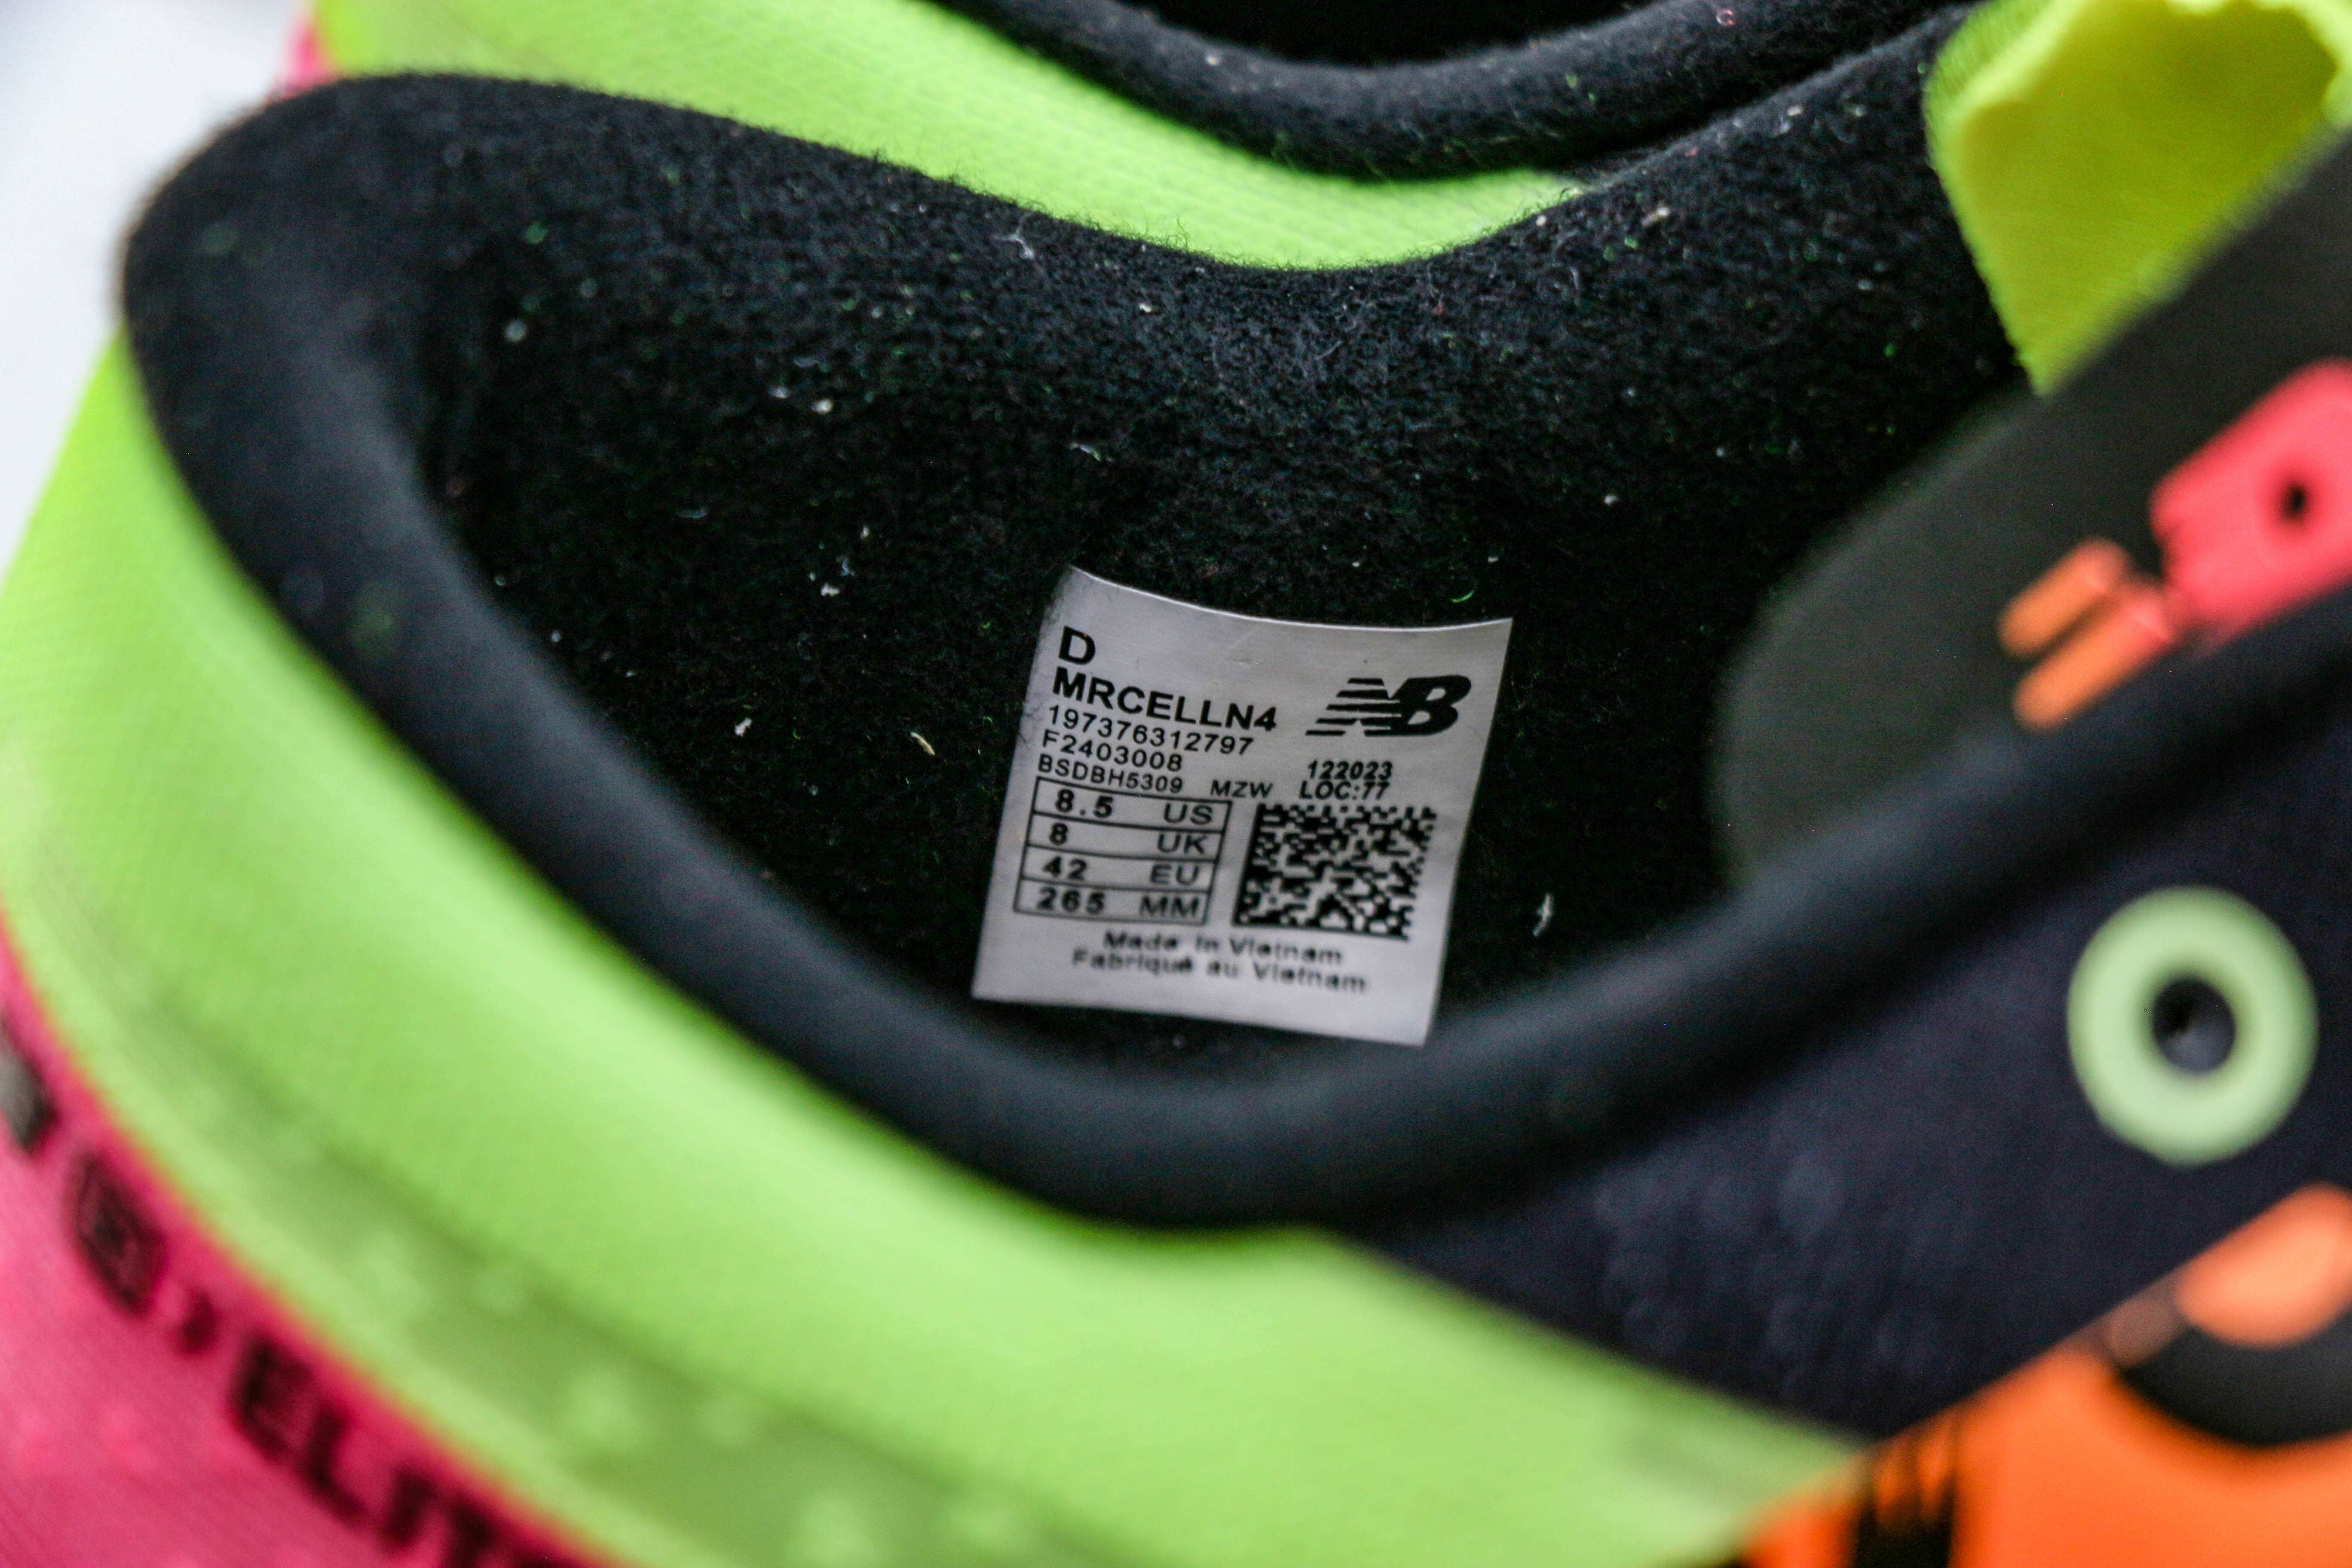 D
MRCELLN4
NB
197376312797
F2403008
BSDBH5309 MZW
122023
LOC:77
8.5 US
8 UK
42 EU
265 MM
Made in Vietnam
Fabriqué au Vietnam